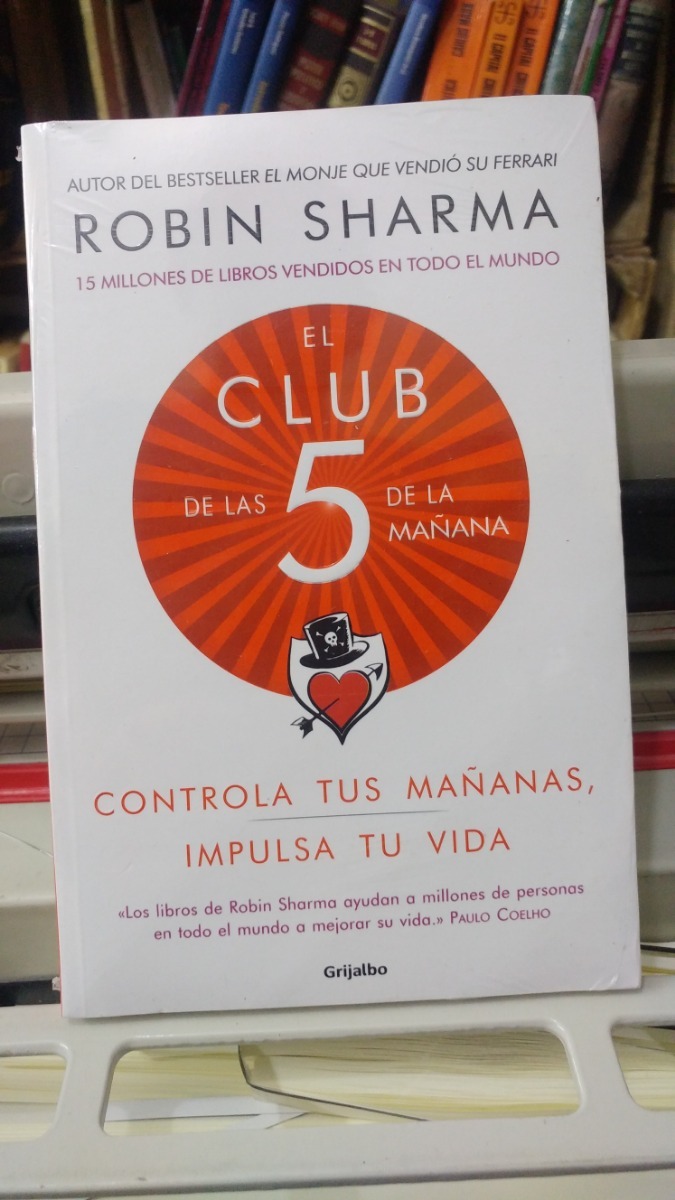 AUTOR DEL BESTSELLER EL MONJE QUE VENDIÓ SU FERRARI
ROBIN SHARMA
15 MILLONES DE LIBROS VENDIDOS EN TODO EL MUNDO
EL
CLUB
DE LAS 5 DE LA
MAÑANA
CONTROLA TUS MAÑANAS,
IMPULSA TU VIDA
«Los libros de Robin Sharma ayudan a millones de personas
en todo el mundo a mejorar su vida.» PAULO COELHO
Grijalbo
EL CAPITAL